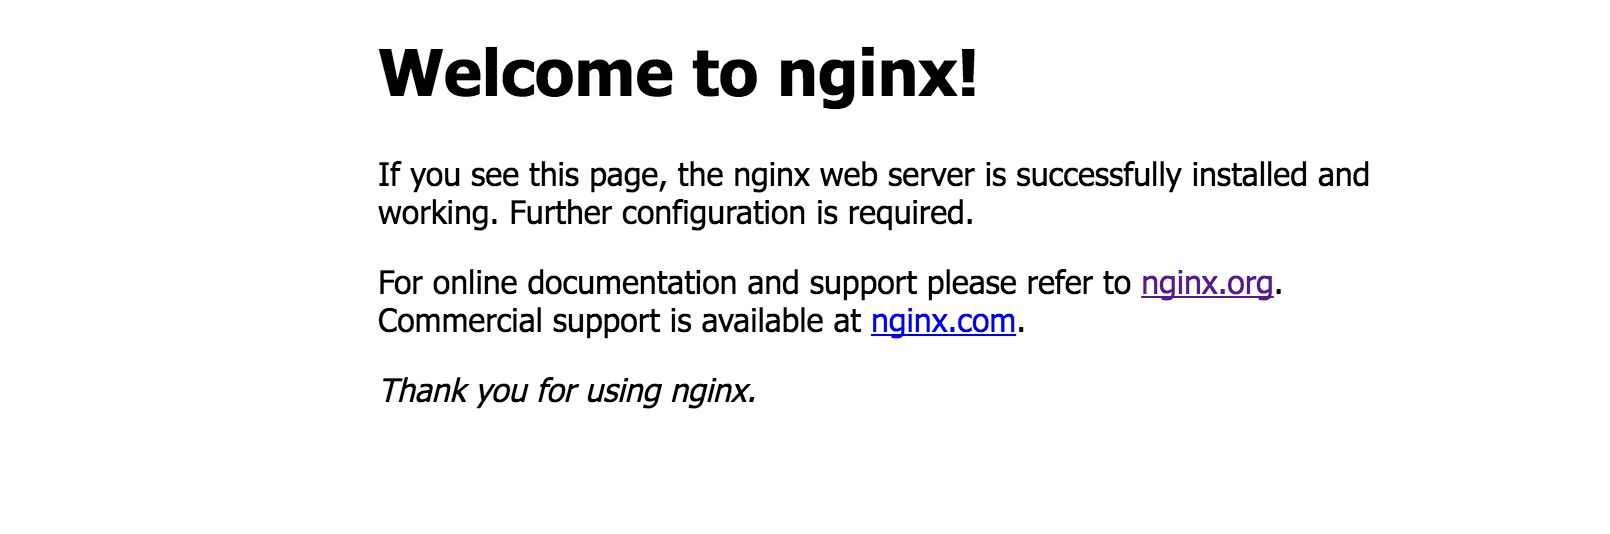 Welcome to nginx!
If you see this page, the nginx web server is successfully installed and
working. Further configuration is required.
For online documentation and support please refer to nginx.org.
Commercial support is available at nginx.com.
Thank you for using nginx.